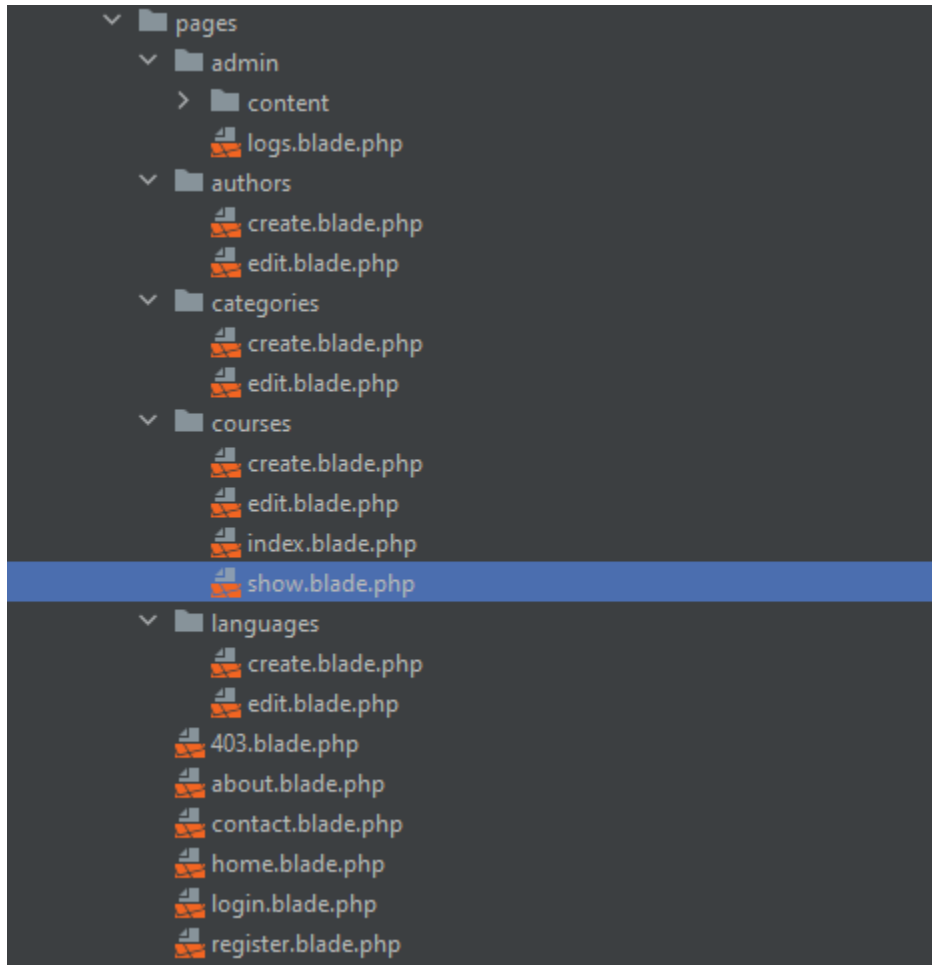 pages
admin
content
logs.blade.php
authors
create.blade.php
edit.blade.php
categories
create.blade.php
edit.blade.php
courses
create.blade.php
edit.blade.php
index.blade.php
show.blade.php
languages
create.blade.php
edit.blade.php
403.blade.php
about.blade.php
contact.blade.php
home.blade.php
login.blade.php
register.blade.php